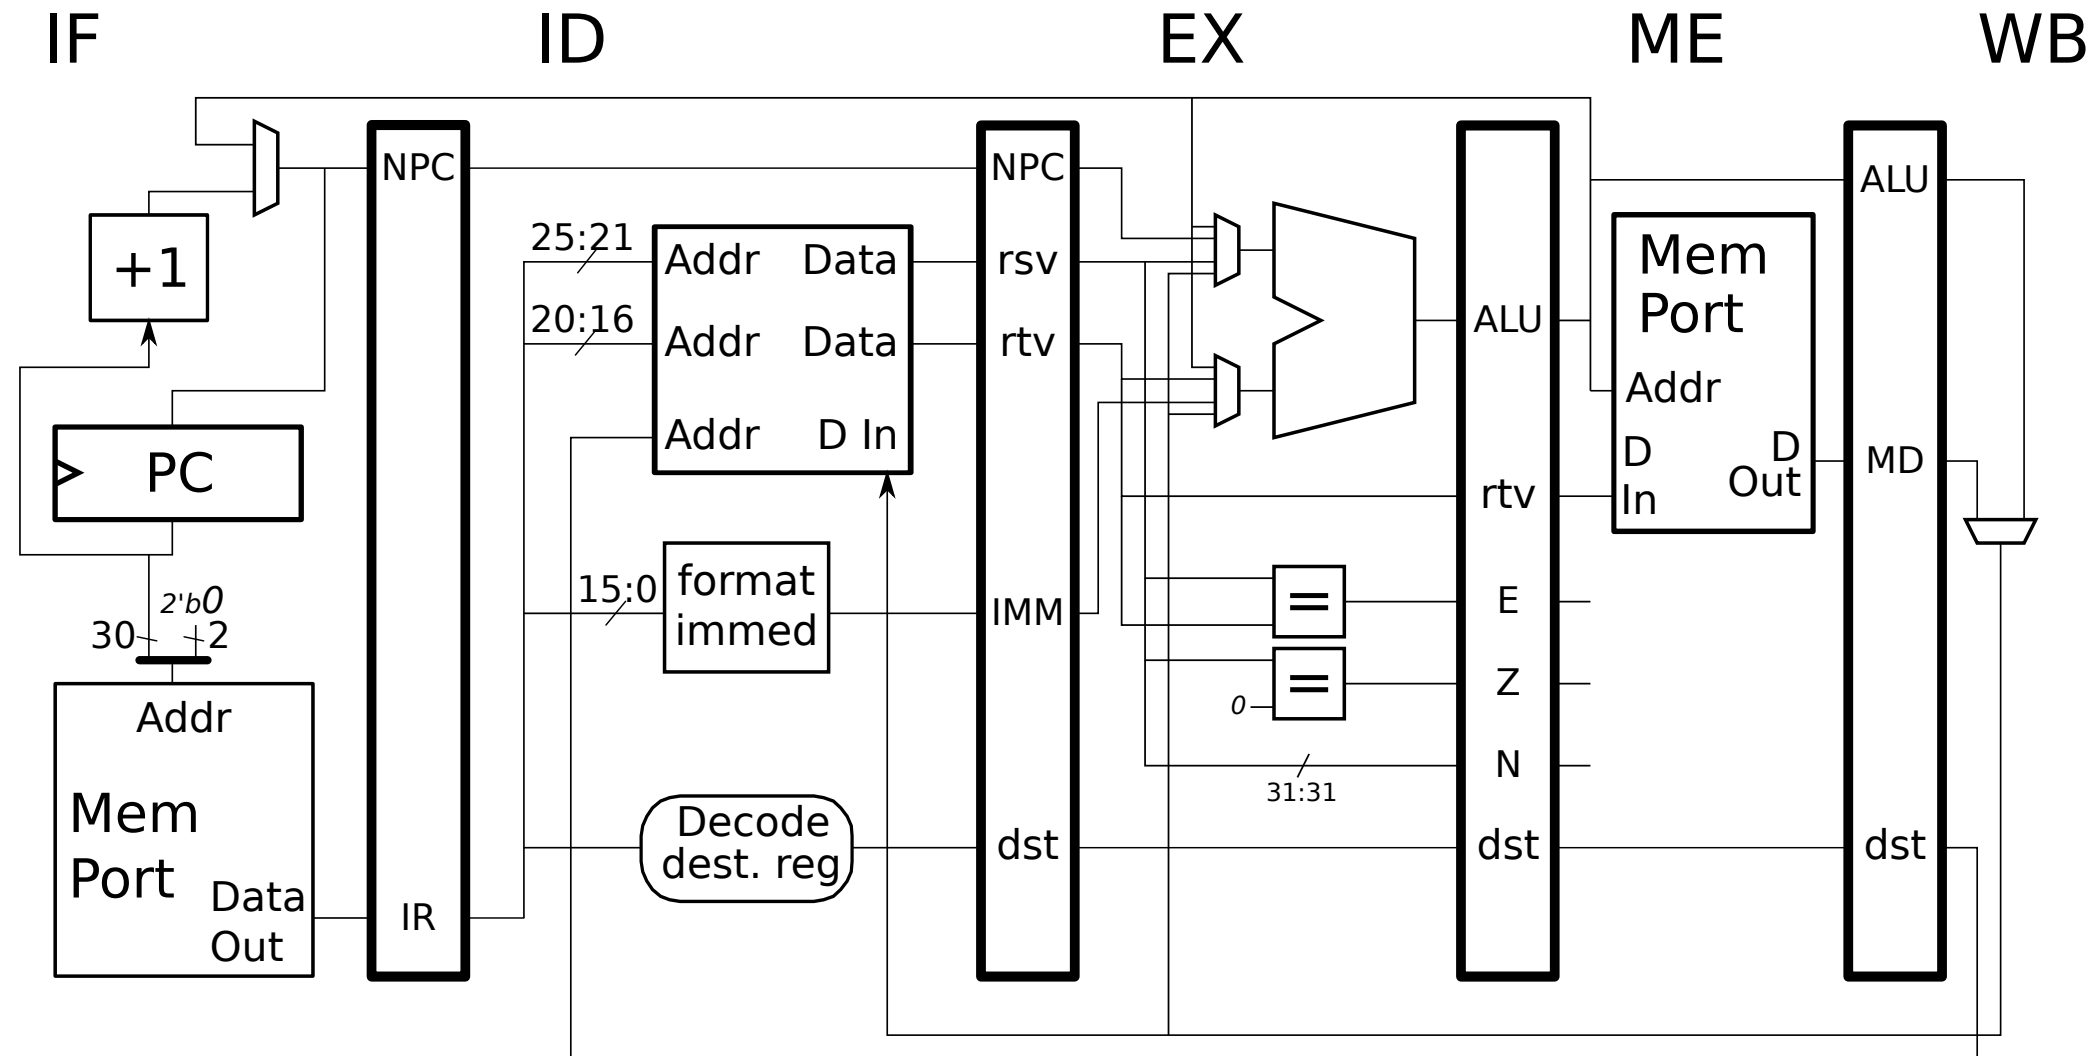 IF
ID
EX
ME
WB
+1
PC
2'b0
30
2
Addr
Mem
Port
Data
Out
NPC
IR
25:21
20:16
Addr Data
Addr Data
Addr D In
15:0
format
immed
Decode
dest. reg
NPC
rsv
rtv
IMM
dst
=
=
0
31:31
ALU
rtv
E
Z
N
dst
Mem
Port
Addr
D
In
D
Out
ALU
MD
dst